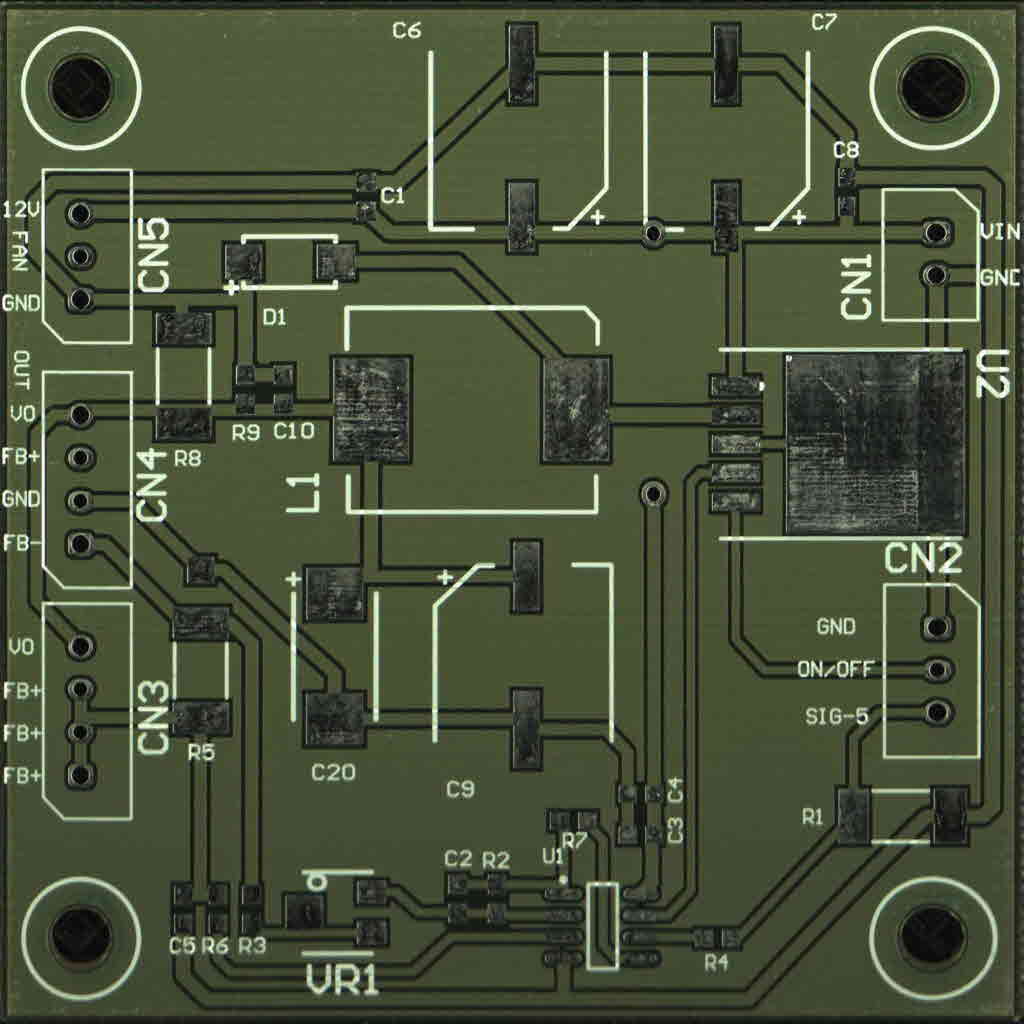 C6
C7
C8
C1
12V
FAN
GND
CN5
VIN
GND
CN1
D1
U2
OUT
VO
FB+
GND
FB-
CN4
R9
C10
R8
L1
CN2
GND
ON/OFF
SIG-5
VO
FB+
FB+
FB+
CN3
R5
C20
C9
C4
C3
R1
R7
U1
C2
R2
C5
R6
R3
VR1
R4